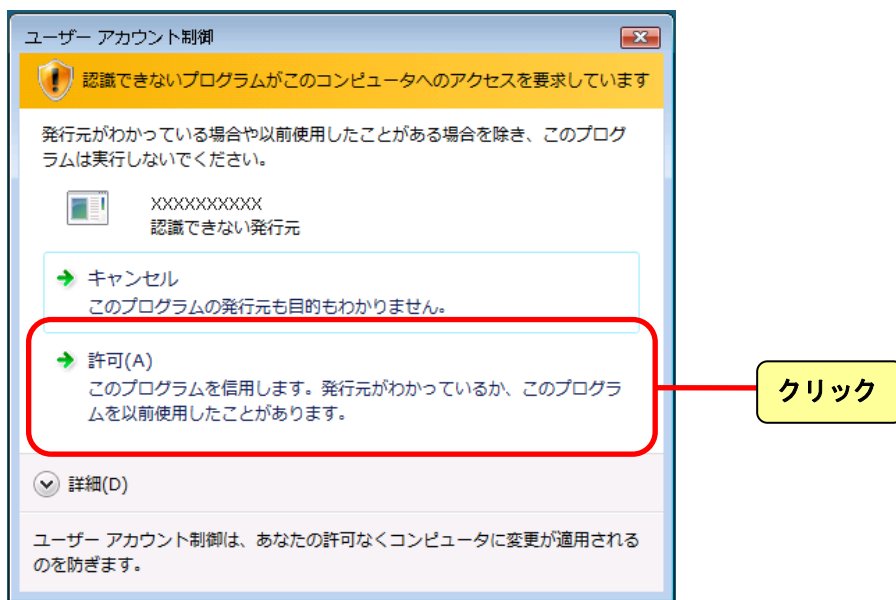 ユーザー アカウント制御
認識できないプログラムがこのコンピュータへのアクセスを要求しています
発行元がわかっている場合や以前使用したことがある場合を除き、このプログ
ラムは実行しないでください。
XXXXXXXXXX
認識できない発行元
キャンセル
このプログラムの発行元も目的もわかりません。
許可(A)
このプログラムを信用します。発行元がわかっているか、このプログラ
ムを以前使用したことがあります。
クリック
詳細(D)
ユーザー アカウント制御は、あなたの許可なくコンピュータに変更が適用される
のを防ぎます。